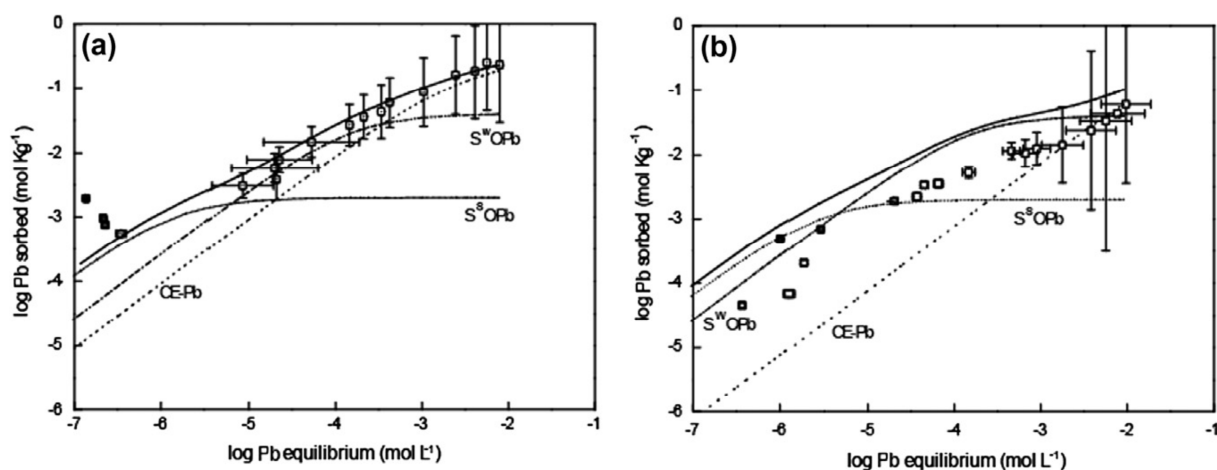 (a)
log Pb sorbed (mol Kg⁻¹)
0
-1
-2
-3
-4
-5
-6
SᵂOPb
SˢOPb
CE-Pb
-7 -6 -5 -4 -3 -2 -1
log Pb equilibrium (mol L⁻¹)
(b)
log Pb sorbed (mol Kg⁻¹)
0
-1
-2
-3
-4
-5
-6
SˢOPb
SᵂOPb
CE-Pb
-7 -6 -5 -4 -3 -2 -1
log Pb equilibrium (mol L⁻¹)